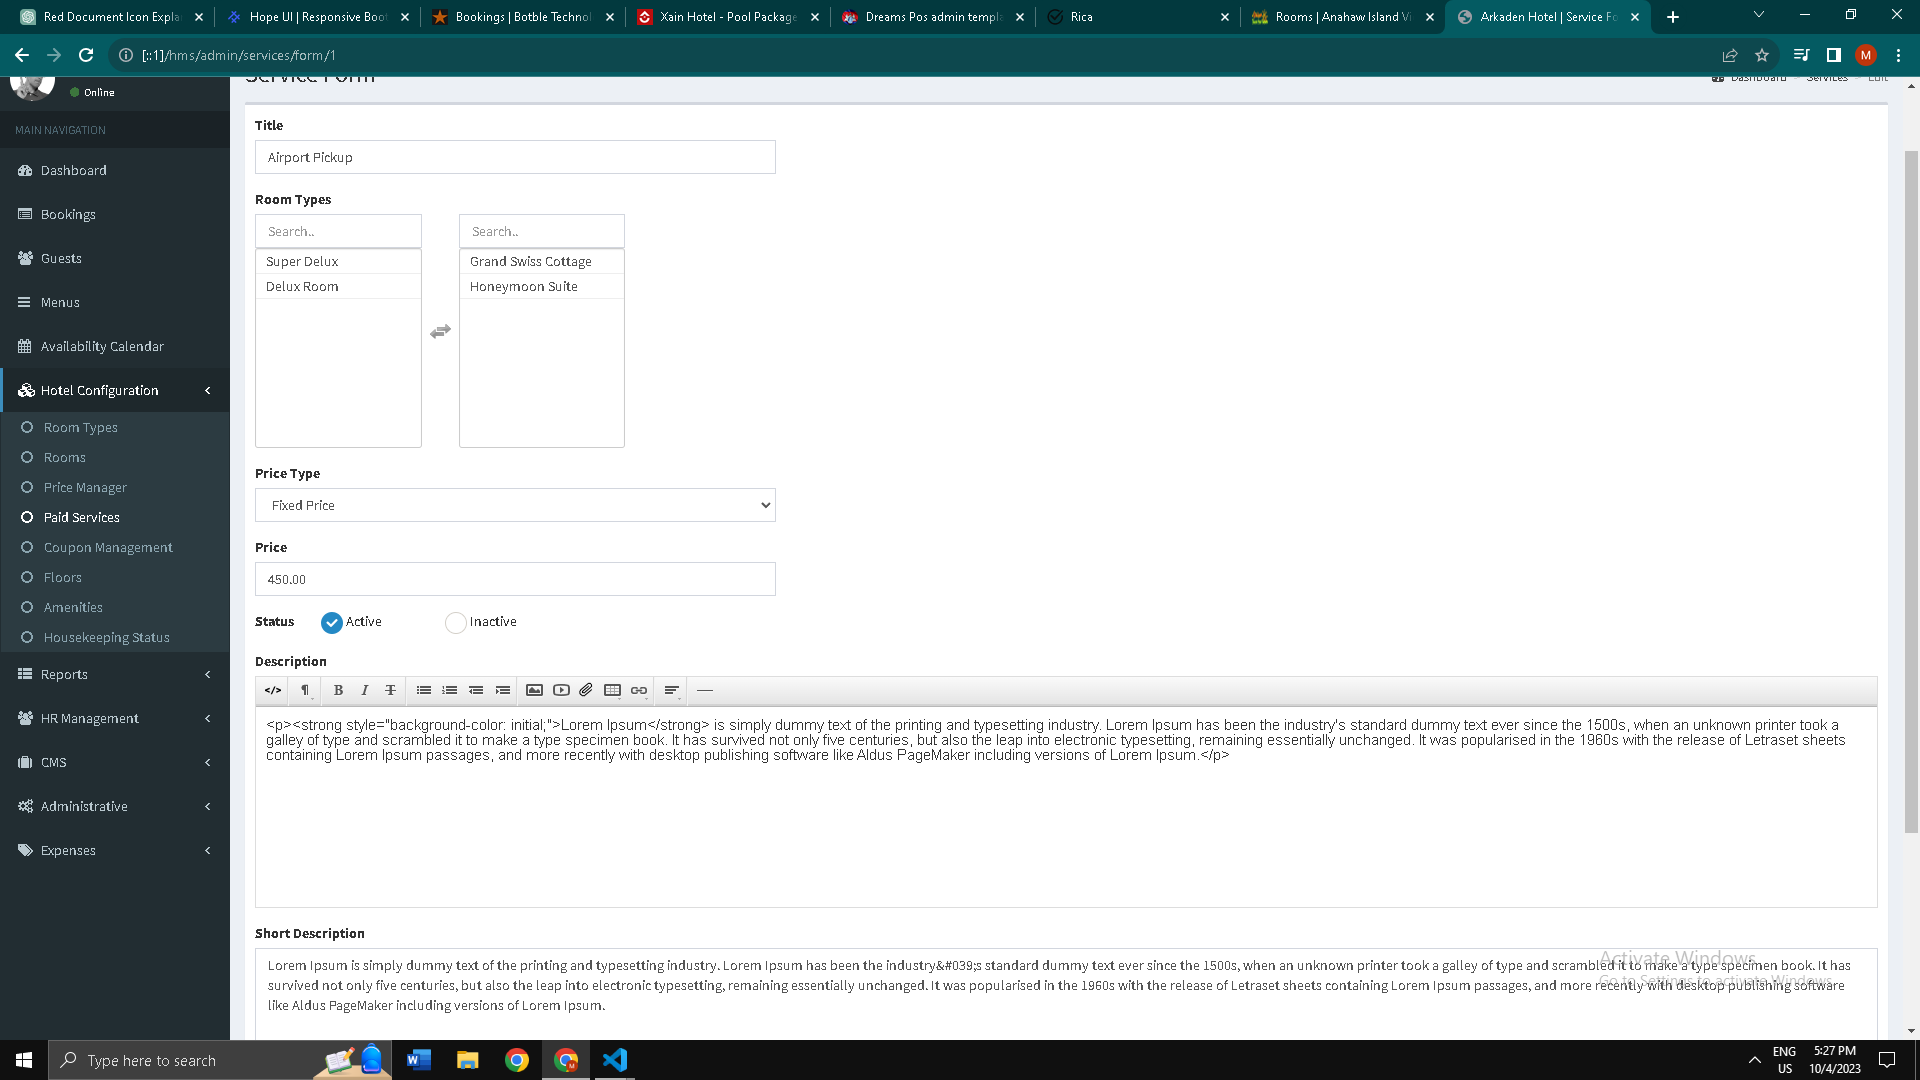 Red Document Icon Expla
Hope UI | Responsive Boot
Bookings | Botble Technol
Xain Hotel - Pool Package
Dreams Pos admin templa
Rica
Rooms | Anahaw Island Vi
Arkaden Hotel | Service Fo
[::1]/hms/admin/services/form/1
M
Online
Service Form
Dashboard
Services
Edit
MAIN NAVIGATION
Dashboard
Bookings
Guests
Menus
Availability Calendar
Hotel Configuration
Room Types
Rooms
Price Manager
Paid Services
Coupon Management
Floors
Amenities
Housekeeping Status
Reports
HR Management
CMS
Administrative
Expenses
Title
Airport Pickup
Room Types
Search.. Search..
Super Delux Grand Swiss Cottage
Delux Room Honeymoon Suite
Price Type
Fixed Price
Price
450.00
Status Active Inactive
Description
</> ¶ B I T
<p><strong style="background-color: initial;">Lorem Ipsum</strong> is simply dummy text of the printing and typesetting industry. Lorem Ipsum has been the industry's standard dummy text ever since the 1500s, when an unknown printer took a
galley of type and scrambled it to make a type specimen book. It has survived not only five centuries, but also the leap into electronic typesetting, remaining essentially unchanged. It was popularised in the 1960s with the release of Letraset sheets
containing Lorem Ipsum passages, and more recently with desktop publishing software like Aldus PageMaker including versions of Lorem Ipsum.</p>
Short Description
Lorem Ipsum is simply dummy text of the printing and typesetting industry. Lorem Ipsum has been the industry&#039;s standard dummy text ever since the 1500s, when an unknown printer took a galley of type and scrambled it to make a type specimen book. It has
survived not only five centuries, but also the leap into electronic typesetting, remaining essentially unchanged. It was popularised in the 1960s with the release of Letraset sheets containing Lorem Ipsum passages, and more recently with desktop publishing software
like Aldus PageMaker including versions of Lorem Ipsum.
Activate Windows
Go to Settings to activate Windows.
Type here to search
ENG
US
5:27 PM
10/4/2023